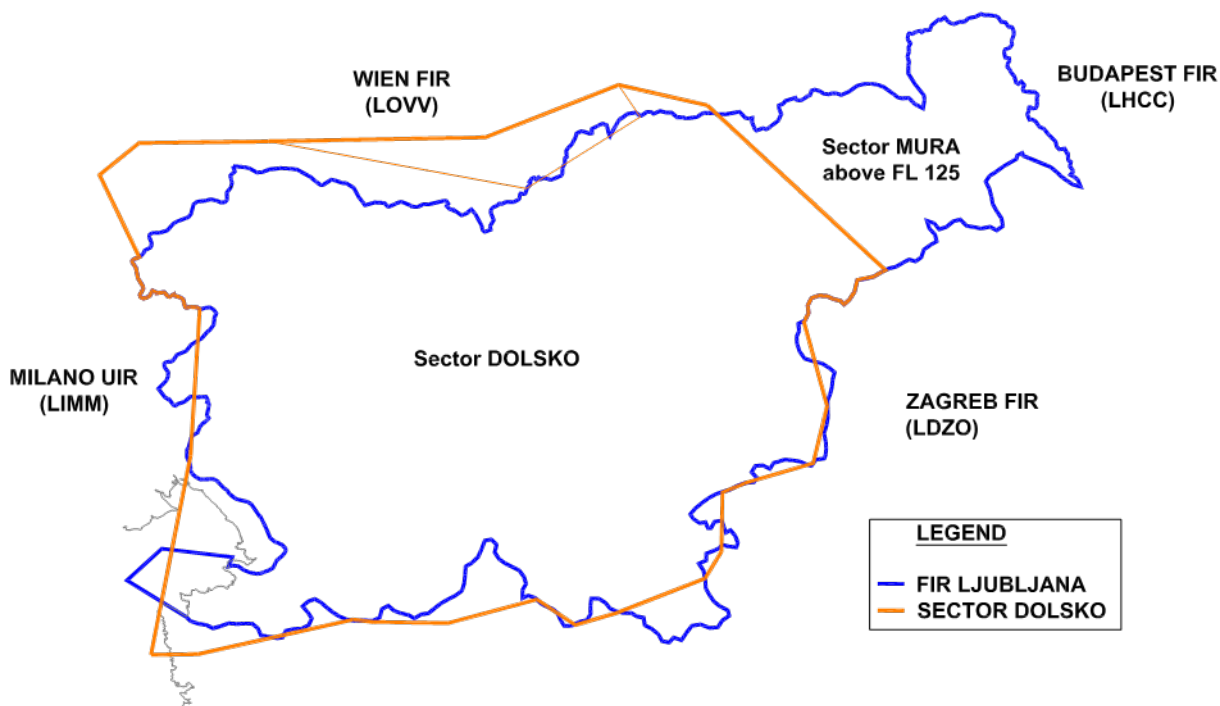 WIEN FIR
(LOVV)
BUDAPEST FIR
(LHCC)
Sector MURA
above FL 125
Sector DOLSKO
MILANO UIR
(LIMM)
ZAGREB FIR
(LDZO)
LEGEND
FIR LJUBLJANA
SECTOR DOLSKO